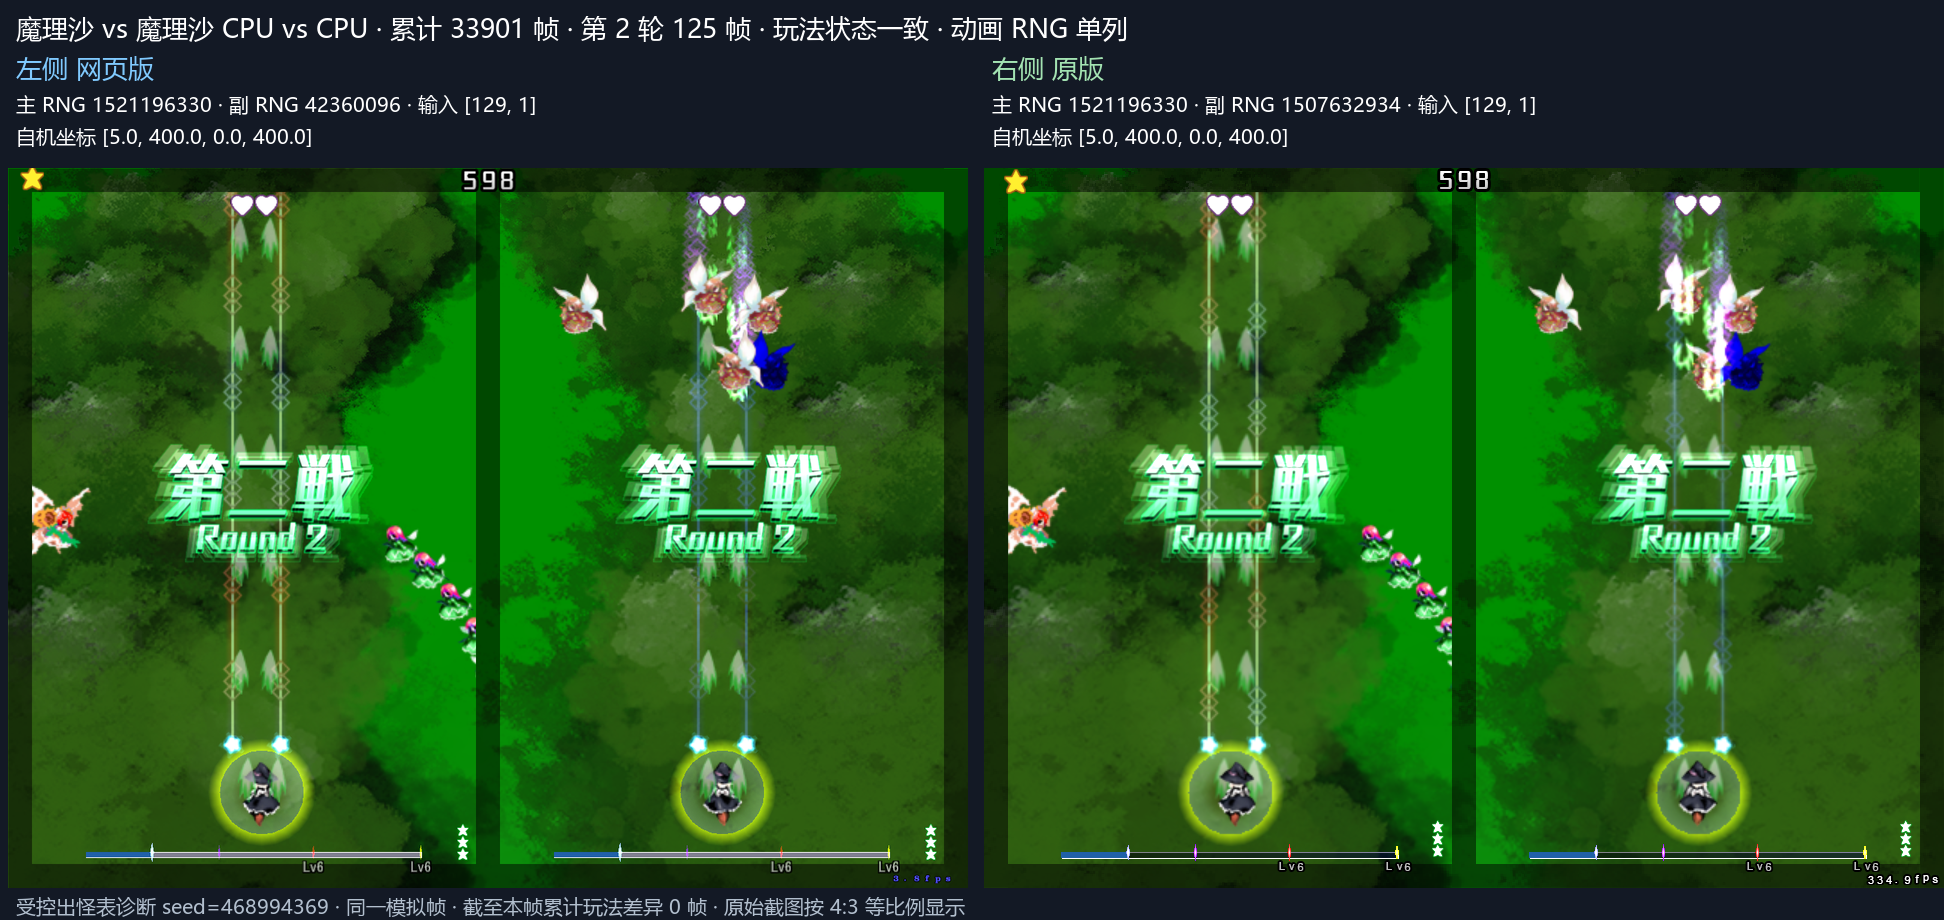 魔理沙 vs 魔理沙 CPU vs CPU · 累计 33901 帧 · 第 2 轮 125 帧 · 玩法状态一致 · 动画 RNG 单列
左侧 网页版
主 RNG 1521196330 · 副 RNG 42360096 · 输入 [129, 1]
自机坐标 [5.0, 400.0, 0.0, 400.0]
右侧 原版
主 RNG 1521196330 · 副 RNG 1507632934 · 输入 [129, 1]
自机坐标 [5.0, 400.0, 0.0, 400.0]
598
第二戦
Round 2
第二戦
Round 2
Lv6
Lv6
Lv6
Lv6
3.8fps
598
第二戦
Round 2
第二戦
Round 2
Lv6
Lv6
Lv6
Lv6
334.9fps
受控出怪表诊断 seed=468994369 · 同一模拟帧 · 截至本帧累计玩法差异 0 帧 · 原始截图按 4:3 等比例显示